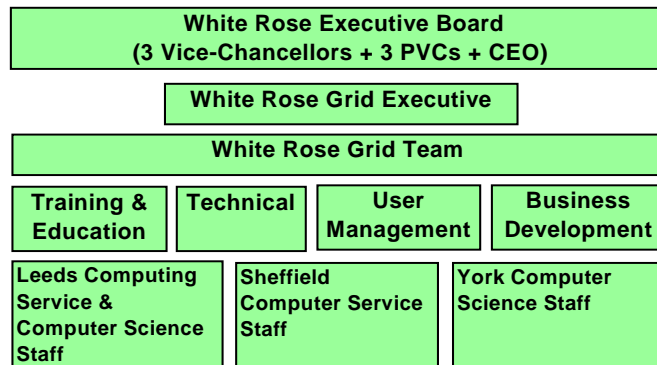 White Rose Executive Board
(3 Vice-Chancellors + 3 PVCs + CEO)
White Rose Grid Executive
White Rose Grid Team
Training &
Education
Technical
User
Management
Business
Development
Leeds Computing
Service &
Computer Science
Staff
Sheffield
Computer Service
Staff
York Computer
Science Staff